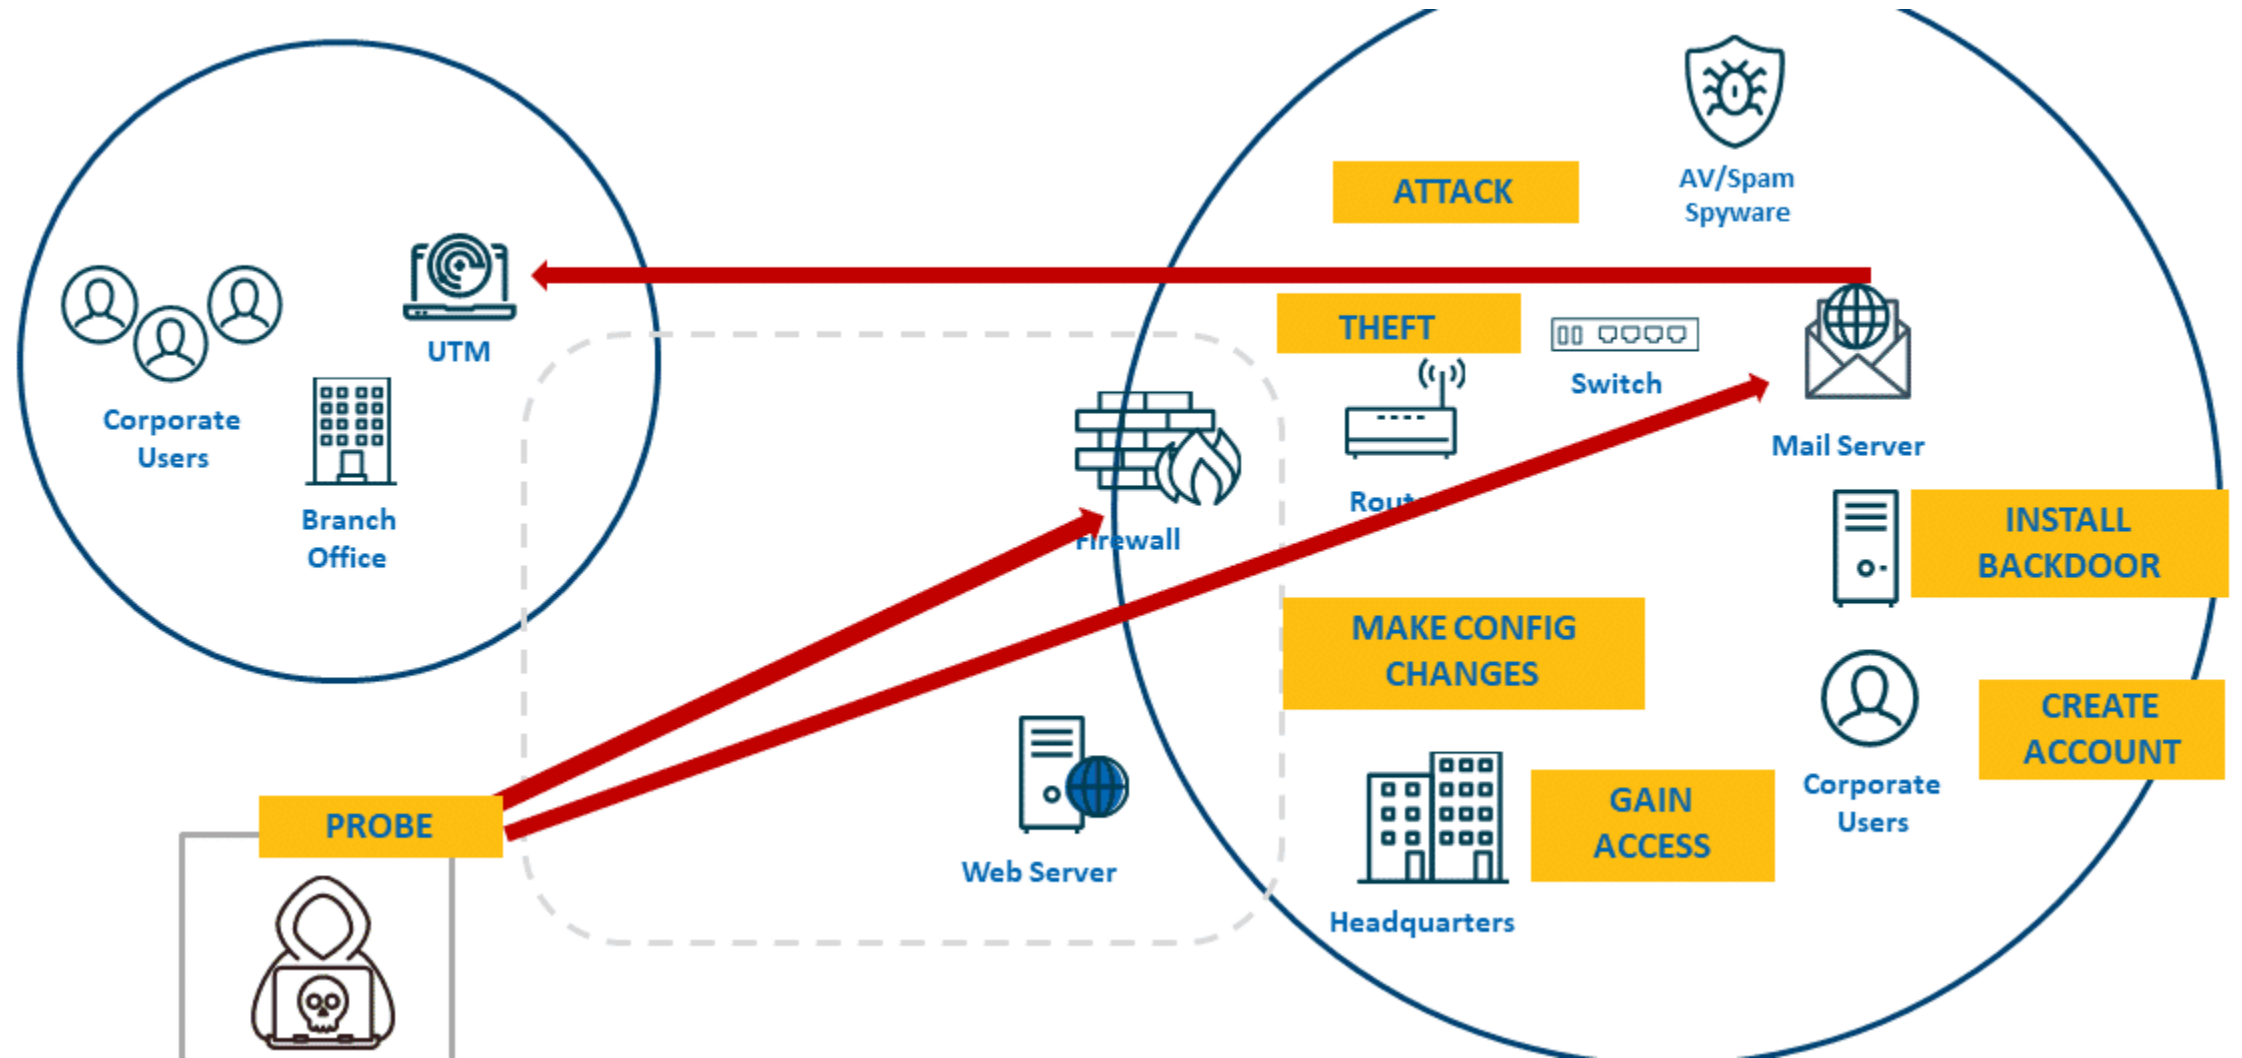 AV/Spam
Spyware
ATTACK
THEFT
Switch
UTM
Mail Server
Corporate
Users
Branch
Office
Firewall
INSTALL
BACKDOOR
MAKE CONFIG
CHANGES
CREATE
ACCOUNT
Corporate
Users
GAIN
ACCESS
PROBE
Web Server
Headquarters